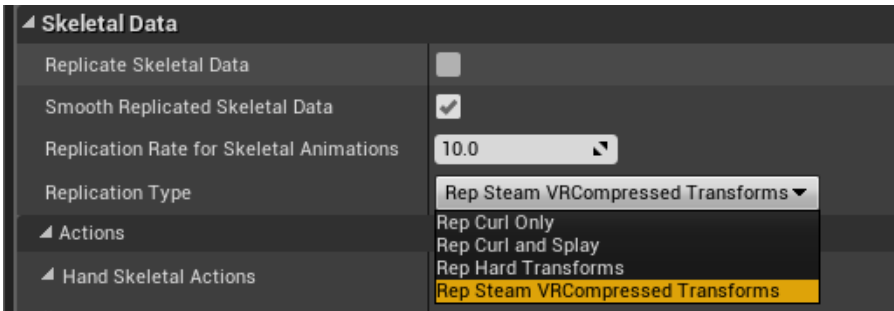 Skeletal Data
Replicate Skeletal Data
Smooth Replicated Skeletal Data
Replication Rate for Skeletal Animations 10.0
Replication Type Rep Steam VRCompressed Transforms
Rep Curl Only
Rep Curl and Splay
Rep Hard Transforms
Rep Steam VRCompressed Transforms
Actions
Hand Skeletal Actions